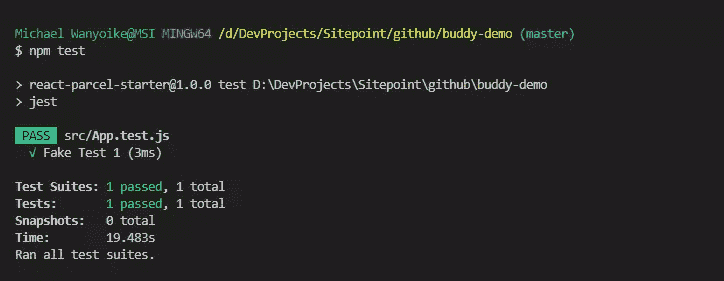 Michael Wanyoike@MSI MINGW64 /d/DevProjects/Sitepoint/github/buddy-demo (master)
$ npm test
> react-parcel-starter@1.0.0 test D:\DevProjects\Sitepoint\github\buddy-demo
> jest
PASS src/App.test.js
√ Fake Test 1 (3ms)
Test Suites: 1 passed, 1 total
Tests: 1 passed, 1 total
Snapshots: 0 total
Time: 19.483s
Ran all test suites.